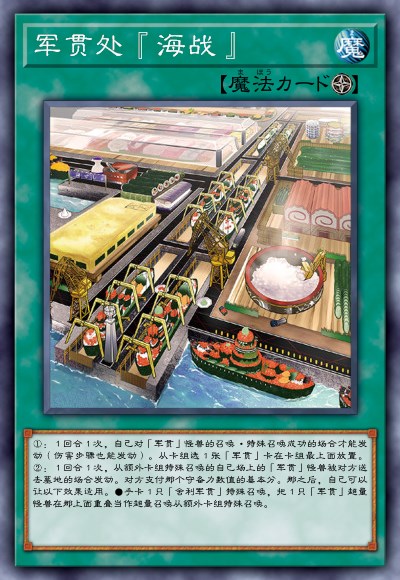 军贯处『海战』
魔
【魔法カード】
ま ほう
①：1回合1次，自己对「军贯」怪兽的召唤·特殊召唤成功的场合才能发
动（伤害步骤也能发动）。从卡组选1张「军贯」卡在卡组最上面放置。
②：1回合1次，从额外卡组特殊召唤的自己场上的「军贯」怪兽被对方送
去墓地的场合发动。对方支付那个守备力数值的基本分。那之后，自己可以
让以下效果适用。●手卡1只「舍利军贯」特殊召唤，把1只「军贯」超量
怪兽在那上面重叠当作超量召唤从额外卡组特殊召唤。